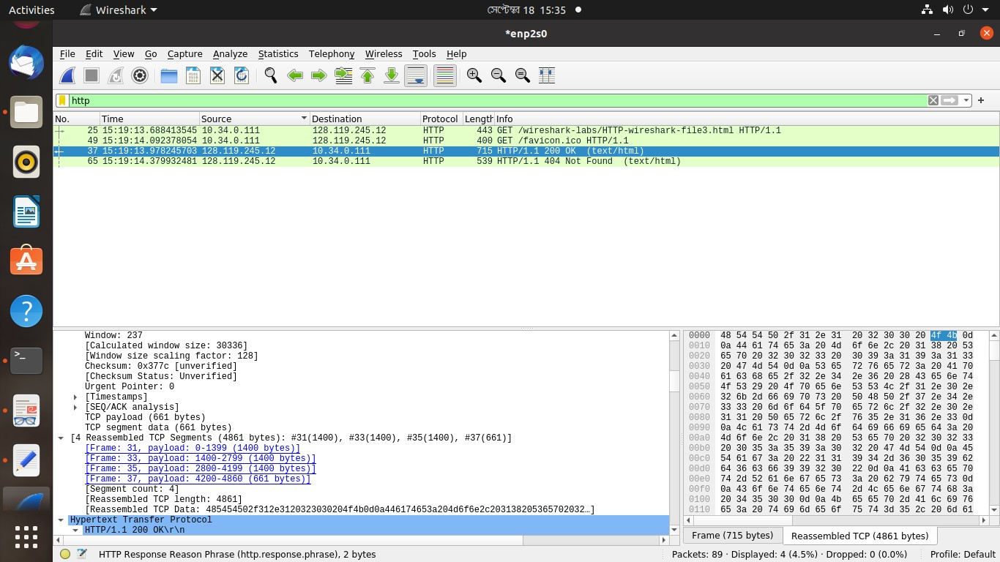 Activities Wireshark সেপ্টেম্বর 18 15:35
*enp2s0
File Edit View Go Capture Analyze Statistics Telephony Wireless Tools Help
http
No. Time Source Destination Protocol Length Info
25 15:19:13.688413545 10.34.0.111 128.119.245.12 HTTP 443 GET /wireshark-labs/HTTP-wireshark-file3.html HTTP/1.1
49 15:19:14.092378054 10.34.0.111 128.119.245.12 HTTP 400 GET /favicon.ico HTTP/1.1
37 15:19:13.978245703 128.119.245.12 10.34.0.111 HTTP 715 HTTP/1.1 200 OK (text/html)
65 15:19:14.379932481 128.119.245.12 10.34.0.111 HTTP 539 HTTP/1.1 404 Not Found (text/html)
Window: 237
[Calculated window size: 30336]
[Window size scaling factor: 128]
Checksum: 0x377c [unverified]
[Checksum Status: Unverified]
Urgent Pointer: 0
[Timestamps]
[SEQ/ACK analysis]
TCP payload (661 bytes)
TCP segment data (661 bytes)
[4 Reassembled TCP Segments (4861 bytes): #31(1400), #33(1400), #35(1400), #37(661)]
[Frame: 31, payload: 0-1399 (1400 bytes)]
[Frame: 33, payload: 1400-2799 (1400 bytes)]
[Frame: 35, payload: 2800-4199 (1400 bytes)]
[Frame: 37, payload: 4200-4860 (661 bytes)]
[Segment count: 4]
[Reassembled TCP length: 4861]
[Reassembled TCP Data: 485454502f312e3120323030204f4b0d0a446174653a204d6f6e2c203138205365702032…]
Hypertext Transfer Protocol
HTTP/1.1 200 OK\r\n
0000 48 54 54 50 2f 31 2e 31 20 32 30 30 20 4f 4b 0d
0010 0a 44 61 74 65 3a 20 4d 6f 6e 2c 20 31 38 20 53
0020 65 70 20 32 30 32 33 20 30 39 3a 31 39 3a 31 33
0030 20 47 4d 54 0d 0a 53 65 72 76 65 72 3a 20 41 70
0040 61 63 68 65 2f 32 2e 34 2e 36 20 28 43 65 6e 74
0050 4f 53 29 20 4f 70 65 6e 53 53 4c 2f 31 2e 30 2e
0060 32 6b 2d 66 69 70 73 20 50 48 50 2f 37 2e 34 2e
0070 33 33 20 6d 6f 64 5f 70 65 72 6c 2f 32 2e 30 2e
0080 31 31 20 50 65 72 6c 2f 76 35 2e 31 36 2e 33 0d
0090 0a 4c 61 73 74 2d 4d 6f 64 69 66 69 65 64 3a 20
00a0 4d 6f 6e 2c 20 31 38 20 53 65 70 20 32 30 32 33
00b0 20 30 35 3a 35 39 3a 30 32 20 47 4d 54 0d 0a 45
00c0 54 61 67 3a 20 22 31 31 39 34 2d 36 30 35 39 62
00d0 64 36 63 66 39 39 32 30 22 0d 0a 41 63 63 65 70
00e0 74 2d 52 61 6e 67 65 73 3a 20 62 79 74 65 73 0d
00f0 0a 43 6f 6e 74 65 6e 74 2d 4c 65 6e 67 74 68 3a
0100 20 34 35 30 30 0d 0a 4b 65 65 70 2d 41 6c 69 76
0110 65 3a 20 74 69 6d 65 6f 75 74 3d 35 2c 20 6d 61
Frame (715 bytes) Reassembled TCP (4861 bytes)
HTTP Response Reason Phrase (http.response.phrase), 2 bytes Packets: 89 · Displayed: 4 (4.5%) · Dropped: 0 (0.0%) Profile: Default